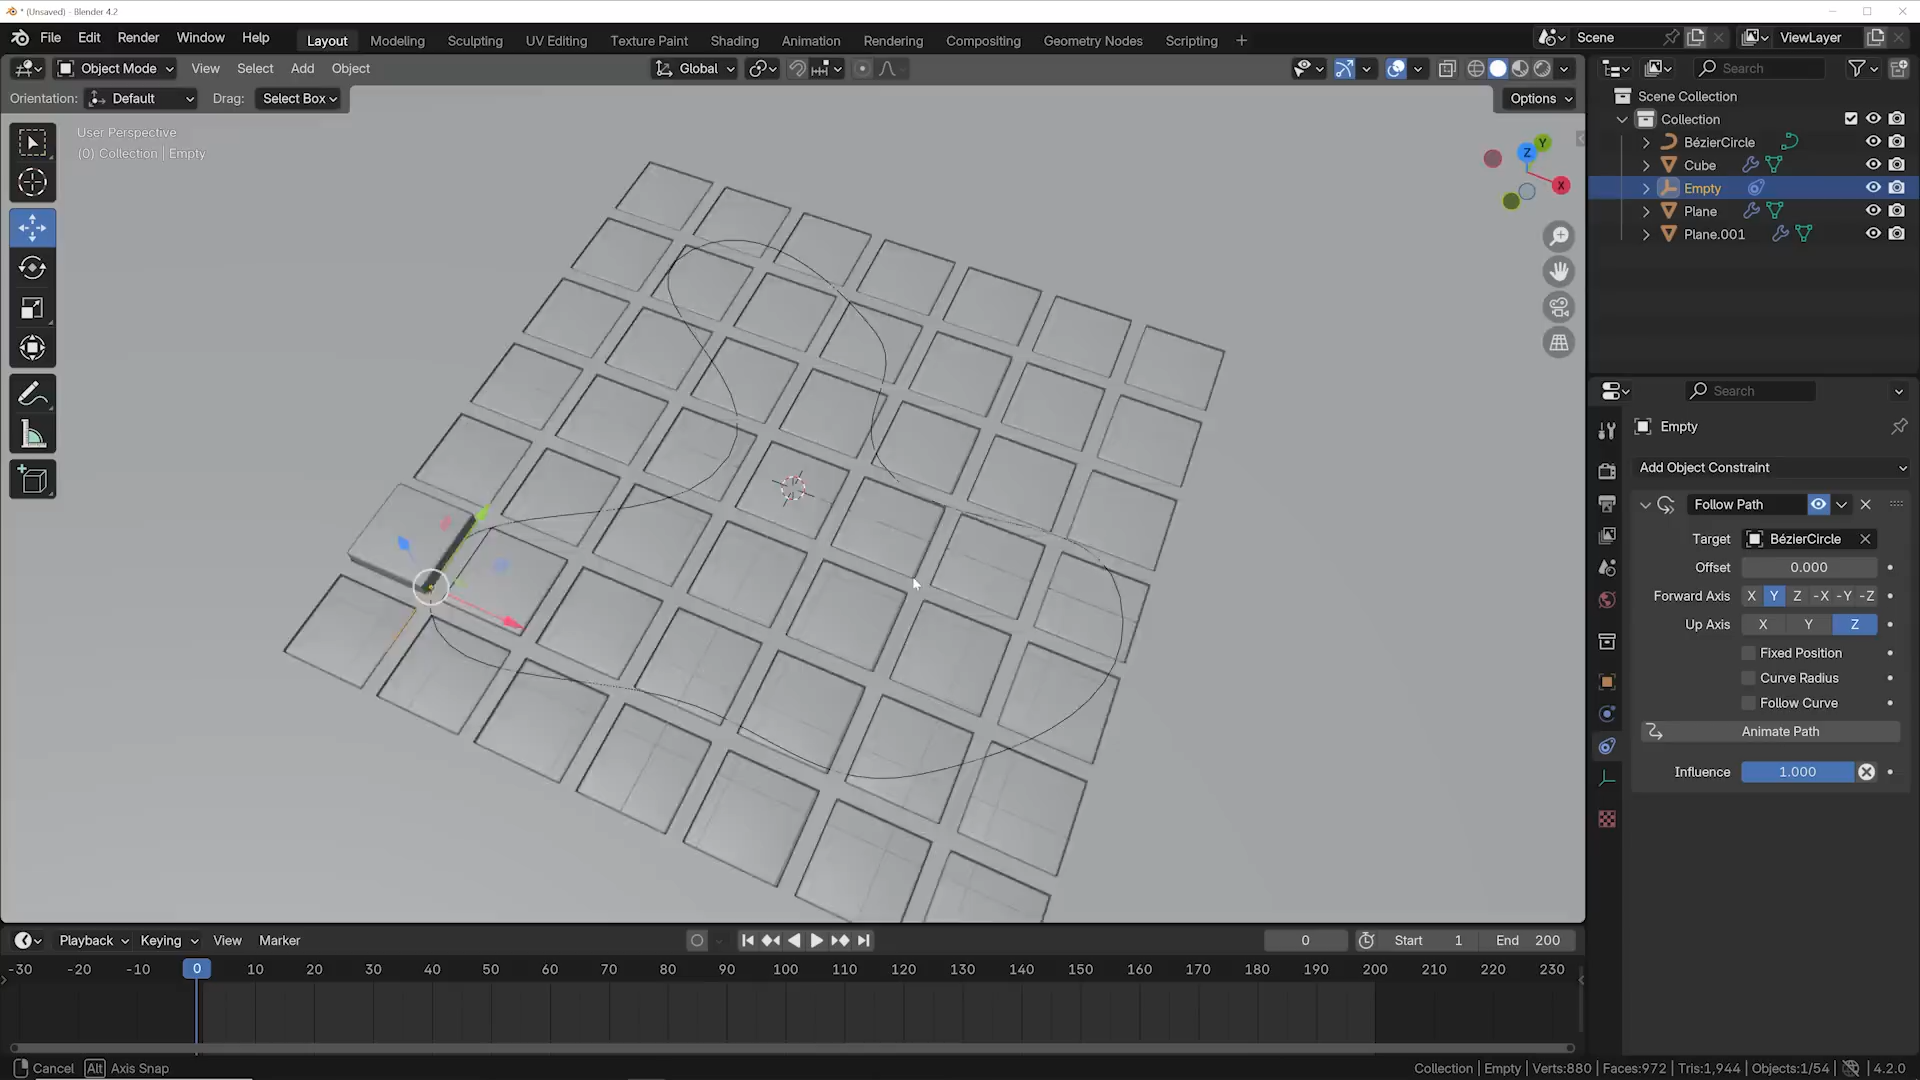 * (Unsaved) - Blender 4.2
File Edit Render Window Help
Layout Modeling Sculpting UV Editing Texture Paint Shading Animation Rendering Compositing Geometry Nodes Scripting +
Scene
ViewLayer
Object Mode View Select Add Object
Global
Search
Orientation: Default Drag: Select Box
Options
User Perspective
(0) Collection | Empty
Z
Y
X
Scene Collection
Collection
BézierCircle
Cube
Empty
Plane
Plane.001
Search
Empty
Add Object Constraint
Follow Path
Target BézierCircle
Offset 0.000
Forward Axis X Y Z -X -Y -Z
Up Axis X Y Z
Fixed Position
Curve Radius
Follow Curve
Animate Path
Influence 1.000
Playback Keying View Marker
0 Start 1 End 200
-30 -20 -10 0 10 20 30 40 50 60 70 80 90 100 110 120 130 140 150 160 170 180 190 200 210 220 230
Cancel Alt Axis Snap
Collection | Empty | Verts:880 | Faces:972 | Tris:1,944 | Objects:1/54 | 4.2.0